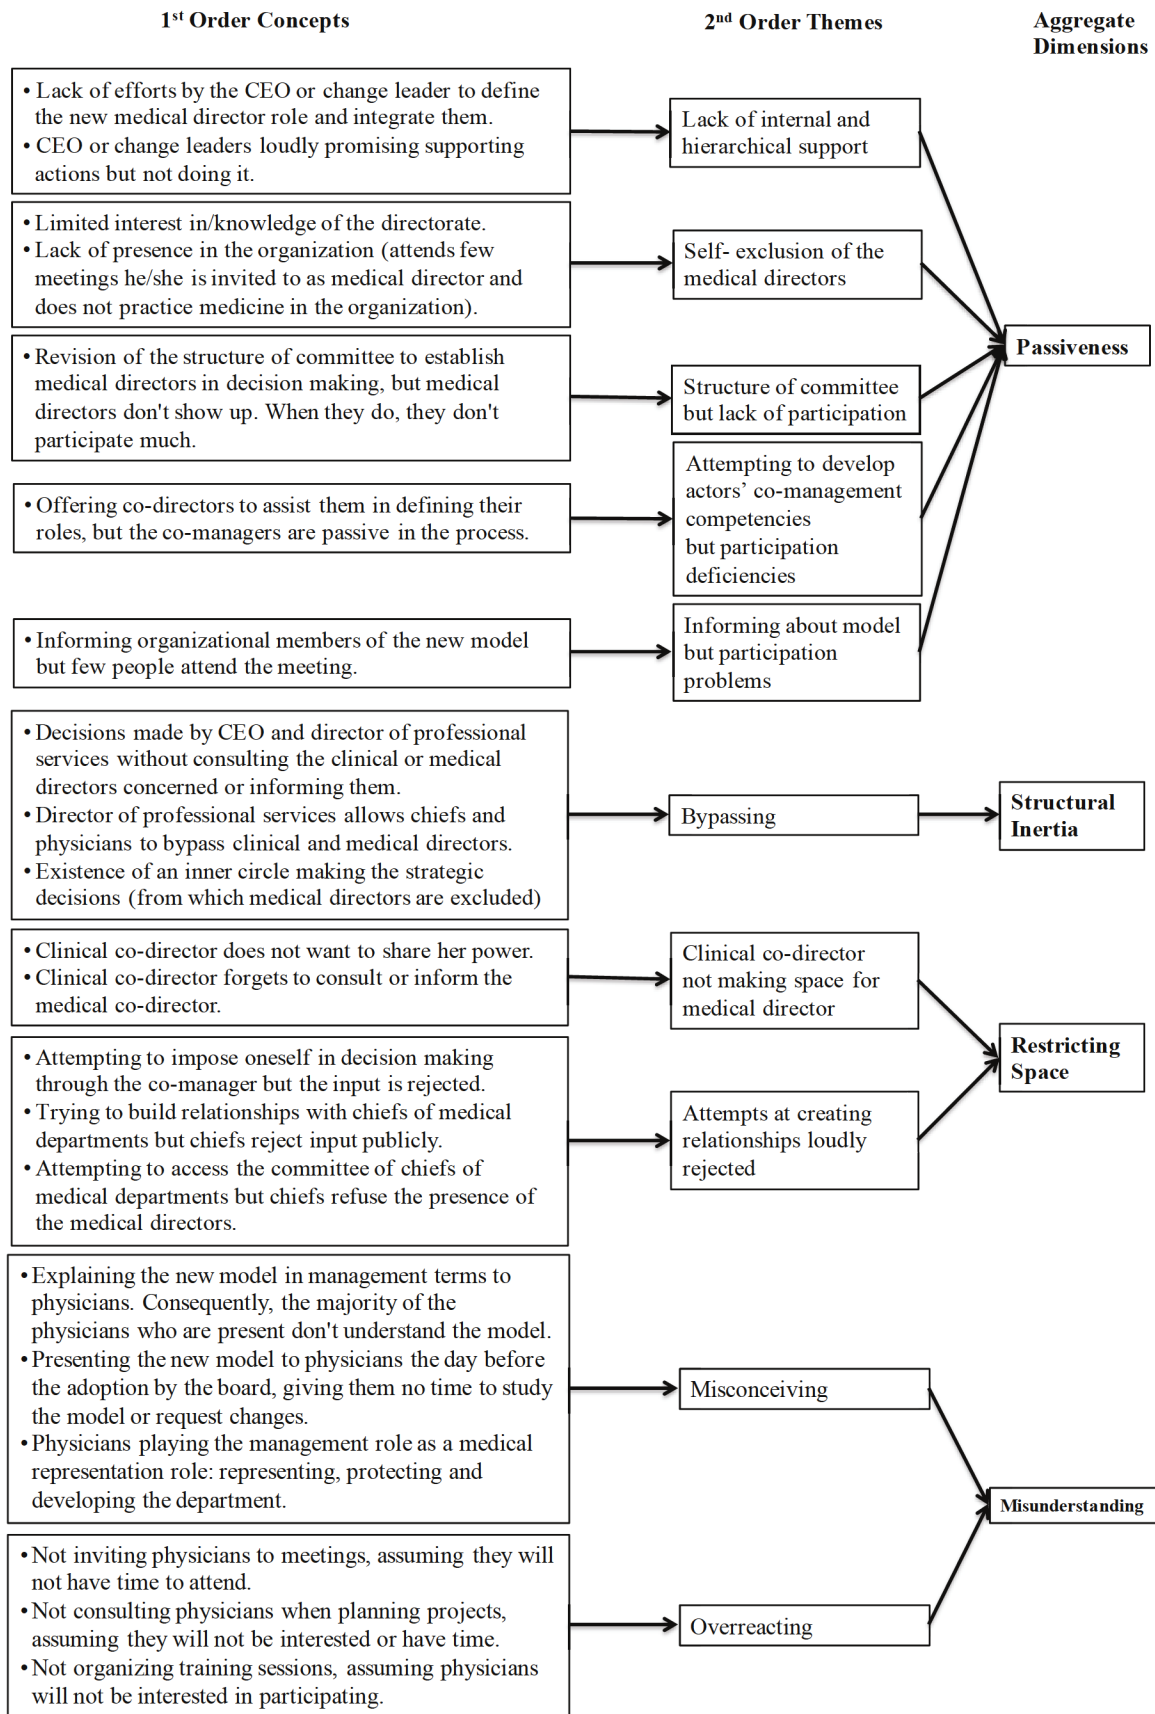 1st Order Concepts
2nd Order Themes
Aggregate
Dimensions
• Lack of efforts by the CEO or change leader to define
the new medical director role and integrate them.
• CEO or change leaders loudly promising supporting
actions but not doing it.
Lack of internal and
hierarchical support
• Limited interest in/knowledge of the directorate.
• Lack of presence in the organization (attends few
meetings he/she is invited to as medical director and
does not practice medicine in the organization).
Self- exclusion of the
medical directors
• Revision of the structure of committee to establish
medical directors in decision making, but medical
directors don't show up. When they do, they don't
participate much.
Structure of committee
but lack of participation
Passiveness
• Offering co-directors to assist them in defining their
roles, but the co-managers are passive in the process.
Attempting to develop
actors’ co-management
competencies
but participation
deficiencies
• Informing organizational members of the new model
but few people attend the meeting.
Informing about model
but participation
problems
• Decisions made by CEO and director of professional
services without consulting the clinical or medical
directors concerned or informing them.
• Director of professional services allows chiefs and
physicians to bypass clinical and medical directors.
• Existence of an inner circle making the strategic
decisions (from which medical directors are excluded)
Bypassing
Structural
Inertia
• Clinical co-director does not want to share her power.
• Clinical co-director forgets to consult or inform the
medical co-director.
Clinical co-director
not making space for
medical director
• Attempting to impose oneself in decision making
through the co-manager but the input is rejected.
• Trying to build relationships with chiefs of medical
departments but chiefs reject input publicly.
• Attempting to access the committee of chiefs of
medical departments but chiefs refuse the presence of
the medical directors.
Attempts at creating
relationships loudly
rejected
Restricting
Space
• Explaining the new model in management terms to
physicians. Consequently, the majority of the
physicians who are present don't understand the model.
• Presenting the new model to physicians the day before
the adoption by the board, giving them no time to study
the model or request changes.
• Physicians playing the management role as a medical
representation role: representing, protecting and
developing the department.
Misconceiving
Misunderstanding
• Not inviting physicians to meetings, assuming they will
not have time to attend.
• Not consulting physicians when planning projects,
assuming they will not be interested or have time.
• Not organizing training sessions, assuming physicians
will not be interested in participating.
Overreacting